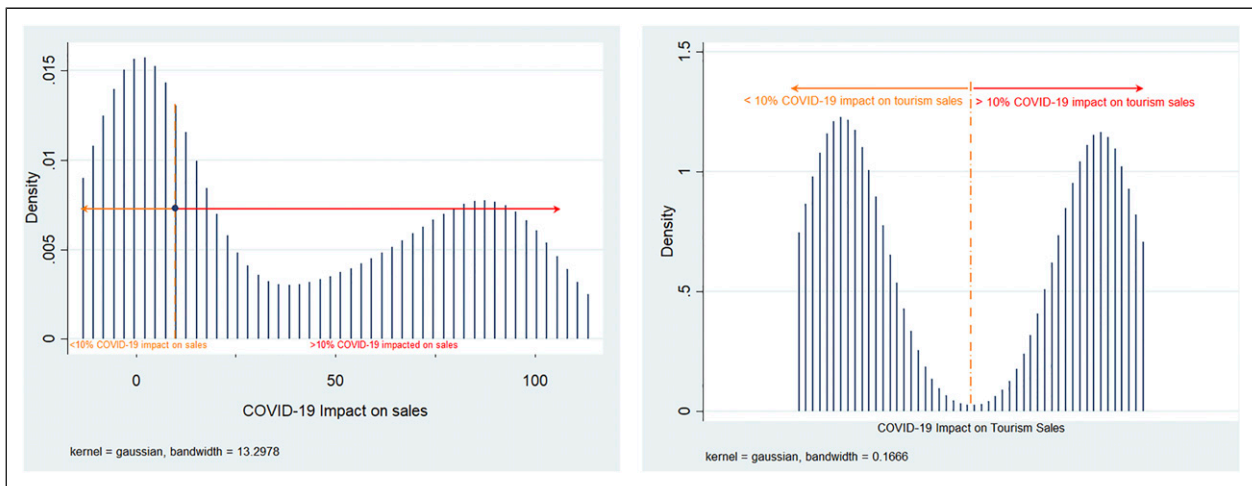 .015
.01
.005
0
Density
<10% COVID-19 impact on sales
>10% COVID-19 impacted on sales
0 50 100
COVID-19 Impact on sales
kernel = gaussian, bandwidth = 13.2978
1.5
1
.5
0
Density
< 10% COVID-19 impact on tourism sales
> 10% COVID-19 impact on tourism sales
COVID-19 Impact on Tourism Sales
kernel = gaussian, bandwidth = 0.1666